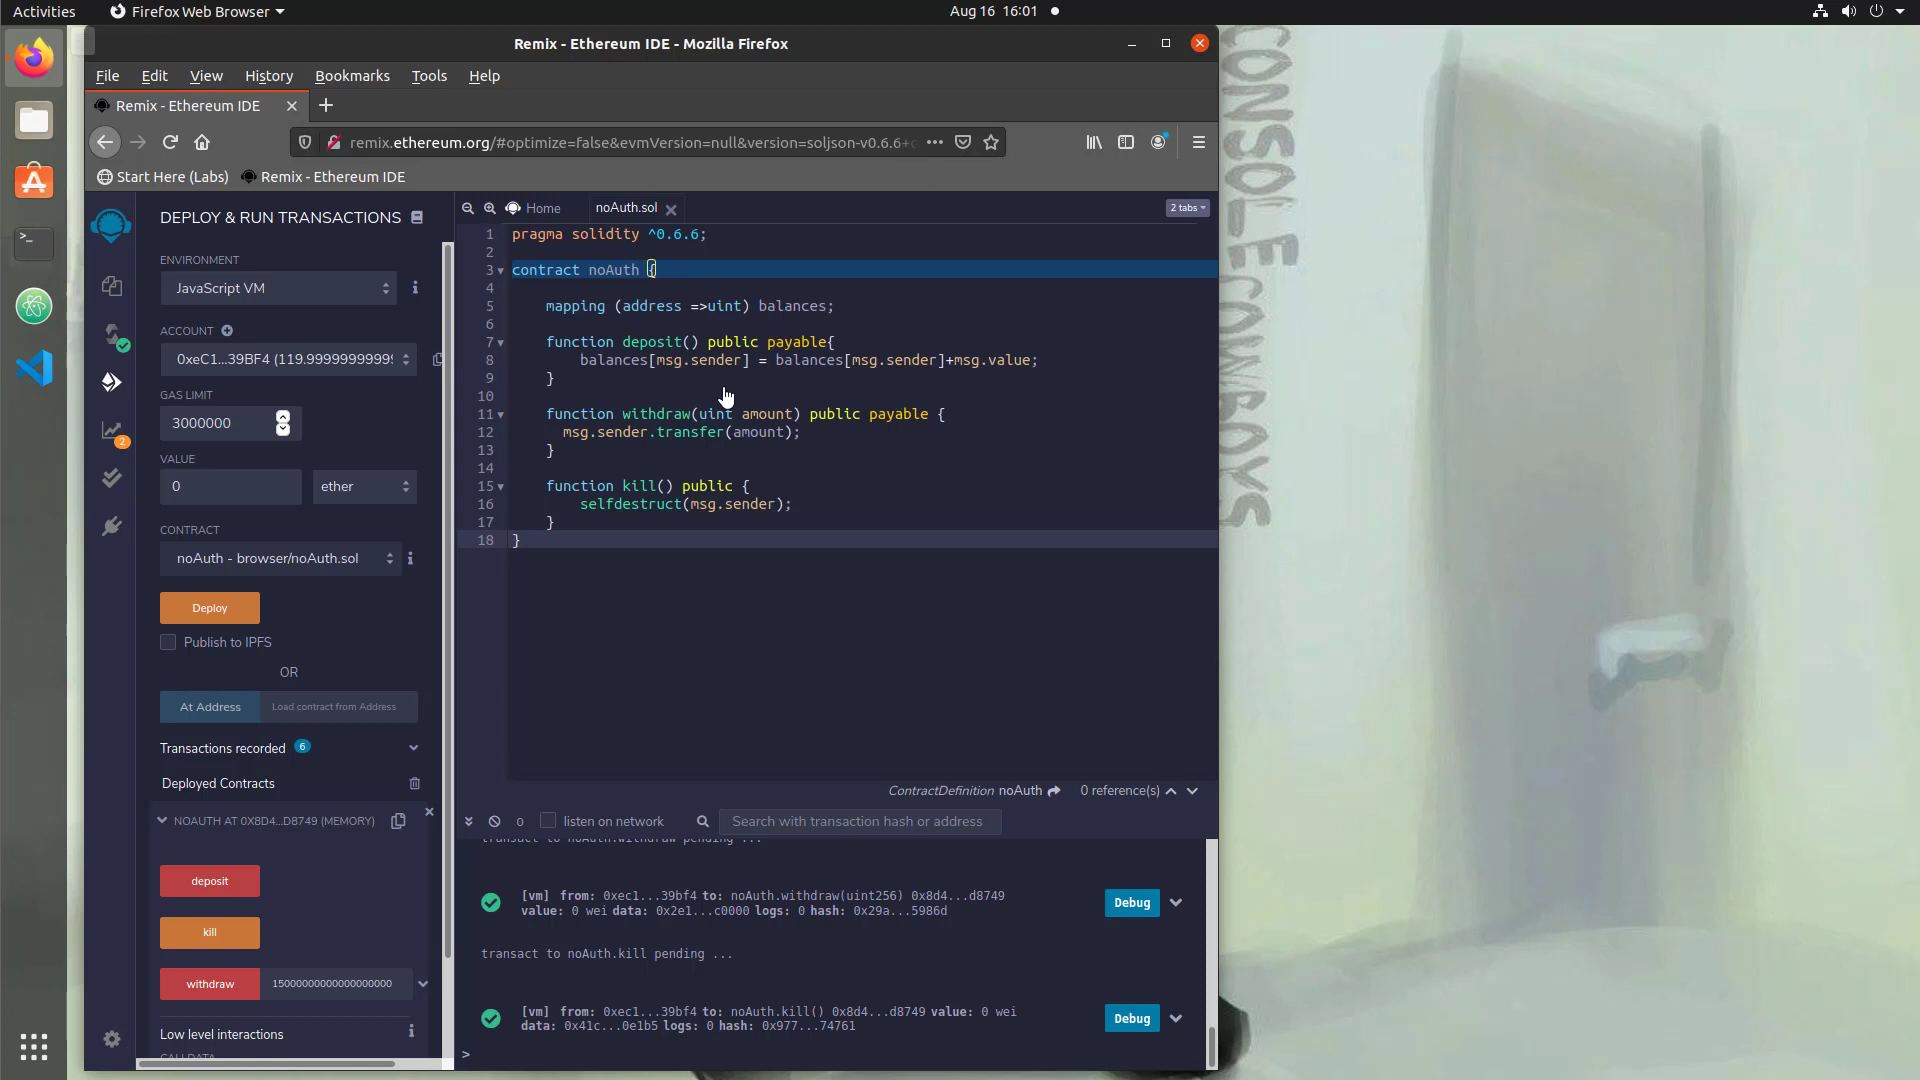 Activities
Firefox Web Browser
Aug 16 16:01
Remix - Ethereum IDE - Mozilla Firefox
File Edit View History Bookmarks Tools Help
Remix - Ethereum IDE
remix.ethereum.org/#optimize=false&evmVersion=null&version=soljson-v0.6.6+c
Start Here (Labs)
Remix - Ethereum IDE
DEPLOY & RUN TRANSACTIONS
ENVIRONMENT
JavaScript VM
ACCOUNT
0xeC1...39BF4 (119.9999999999
GAS LIMIT
3000000
VALUE
0
ether
CONTRACT
noAuth - browser/noAuth.sol
Deploy
Publish to IPFS
OR
At Address
Load contract from Address
Transactions recorded 6
Deployed Contracts
NOAUTH AT 0X8D4...D8749 (MEMORY)
deposit
kill
withdraw
15000000000000000000
Low level interactions
CALLDATA
2
Home
noAuth.sol
2 tabs
1 pragma solidity ^0.6.6;
2
3 contract noAuth {
4
5 mapping (address =>uint) balances;
6
7 function deposit() public payable{
8 balances[msg.sender] = balances[msg.sender]+msg.value;
9 }
10
11 function withdraw(uint amount) public payable {
12 msg.sender.transfer(amount);
13 }
14
15 function kill() public {
16 selfdestruct(msg.sender);
17 }
18 }
ContractDefinition noAuth
0 reference(s)
0
listen on network
Search with transaction hash or address
transact to noAuth.withdraw pending ...
[vm] from: 0xec1...39bf4 to: noAuth.withdraw(uint256) 0x8d4...d8749
value: 0 wei data: 0x2e1...c0000 logs: 0 hash: 0x29a...5986d
Debug
transact to noAuth.kill pending ...
[vm] from: 0xec1...39bf4 to: noAuth.kill() 0x8d4...d8749 value: 0 wei
data: 0x41c...0e1b5 logs: 0 hash: 0x977...74761
Debug
>
CONSOLE COWBOYS